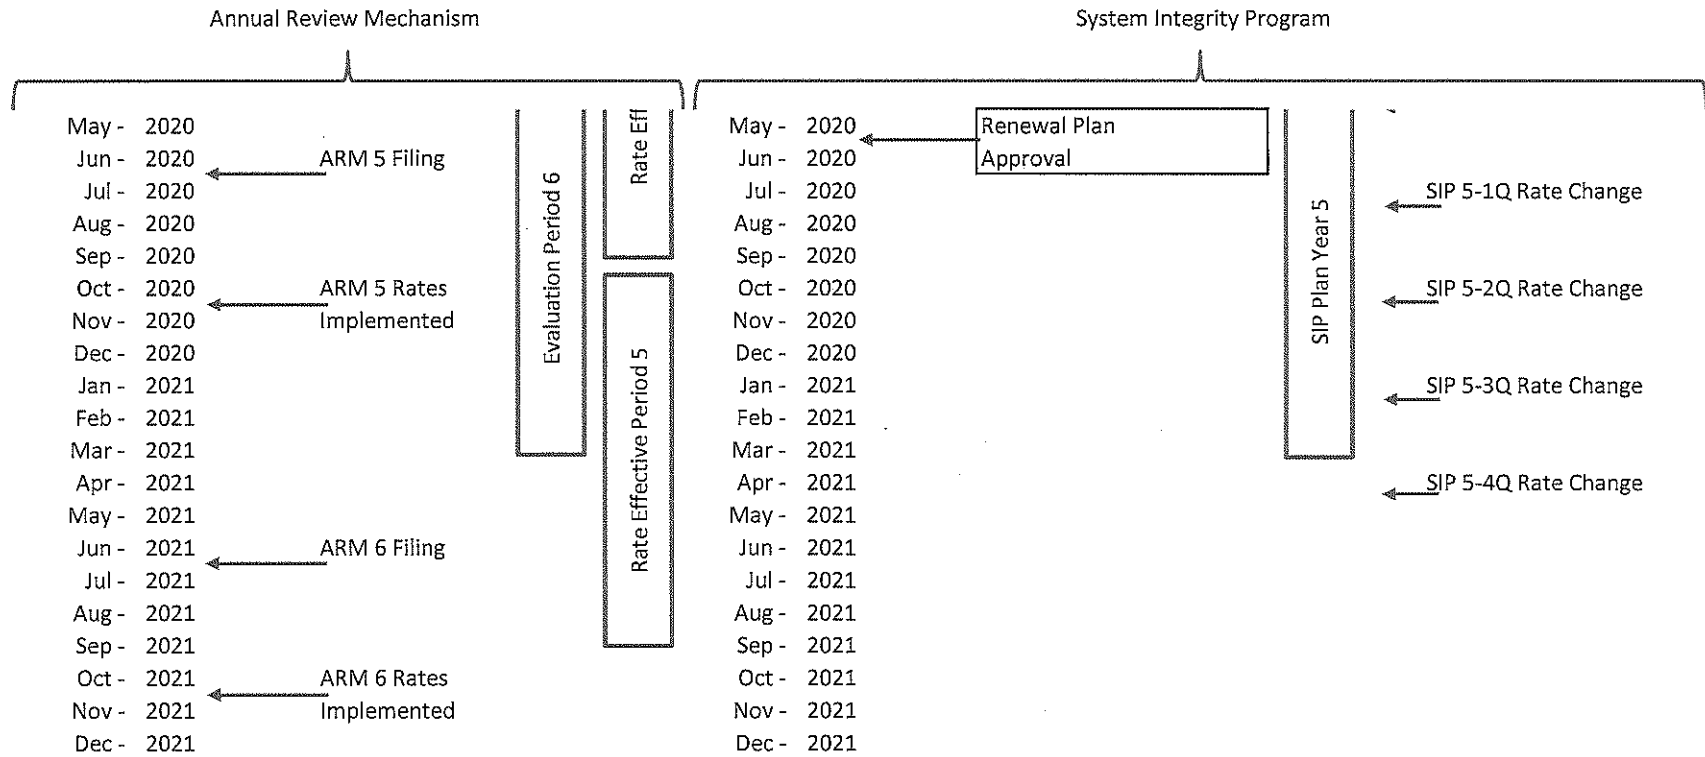 Annual Review Mechanism
System Integrity Program
May - 2020
Jun - 2020
Jul - 2020
Aug - 2020
Sep - 2020
Oct - 2020
Nov - 2020
Dec - 2020
Jan - 2021
Feb - 2021
Mar - 2021
Apr - 2021
May - 2021
Jun - 2021
Jul - 2021
Aug - 2021
Sep - 2021
Oct - 2021
Nov - 2021
Dec - 2021
ARM 5 Filing
ARM 5 Rates
Implemented
ARM 6 Filing
ARM 6 Rates
Implemented
Evaluation Period 6
Rate Eff
Rate Effective Period 5
May - 2020
Jun - 2020
Jul - 2020
Aug - 2020
Sep - 2020
Oct - 2020
Nov - 2020
Dec - 2020
Jan - 2021
Feb - 2021
Mar - 2021
Apr - 2021
May - 2021
Jun - 2021
Jul - 2021
Aug - 2021
Sep - 2021
Oct - 2021
Nov - 2021
Dec - 2021
Renewal Plan
Approval
SIP Plan Year 5
SIP 5-1Q Rate Change
SIP 5-2Q Rate Change
SIP 5-3Q Rate Change
SIP 5-4Q Rate Change